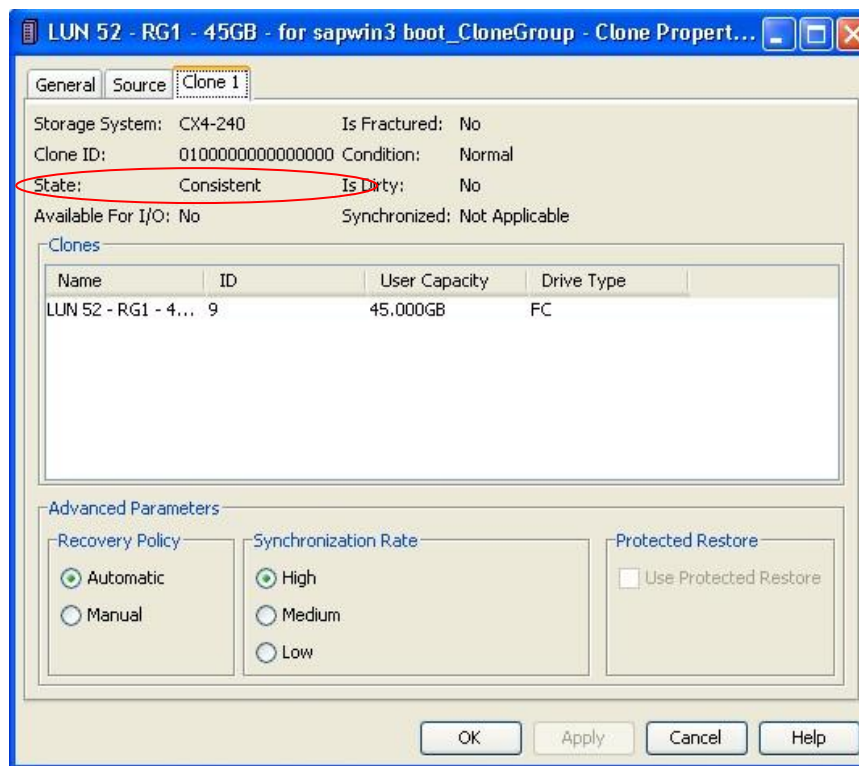 LUN 52 - RG1 - 45GB - for sapwin3 boot_CloneGroup - Clone Propert...
General Source Clone 1
Storage System: CX4-240 Is Fractured: No
Clone ID: 0100000000000000 Condition: Normal
State: Consistent Is Dirty: No
Available For I/O: No Synchronized: Not Applicable
Clones
Name ID User Capacity Drive Type
LUN 52 - RG1 - 4... 9 45.000GB FC
Advanced Parameters
Recovery Policy Synchronization Rate Protected Restore
Automatic High Use Protected Restore
Manual Medium
Low
OK Apply Cancel Help